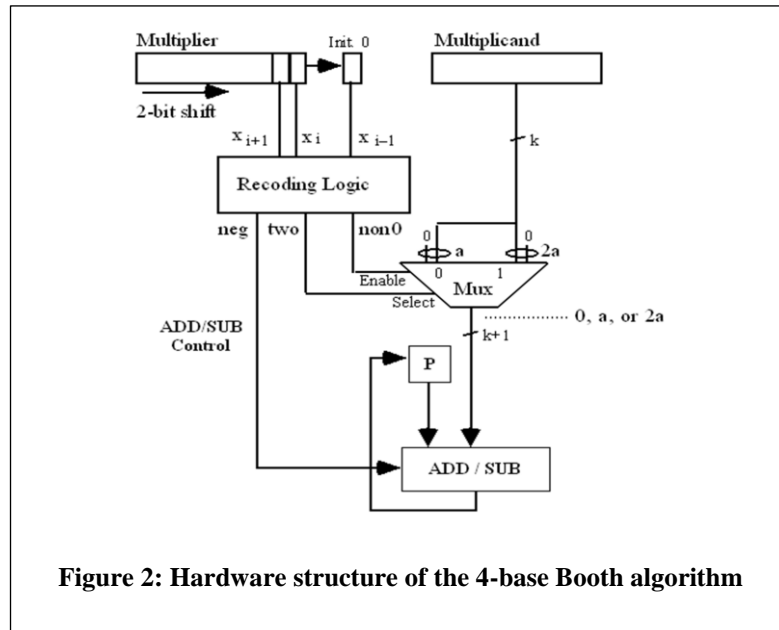 Multiplier
Init. 0
Multiplicand
2-bit shift
x i+1
x i
x i–1
k
Recoding Logic
neg
two
non0
0
a
0
2a
0
1
Enable
Mux
Select
0, a, or 2a
k+1
ADD/SUB
Control
P
ADD / SUB
Figure 2: Hardware structure of the 4-base Booth algorithm